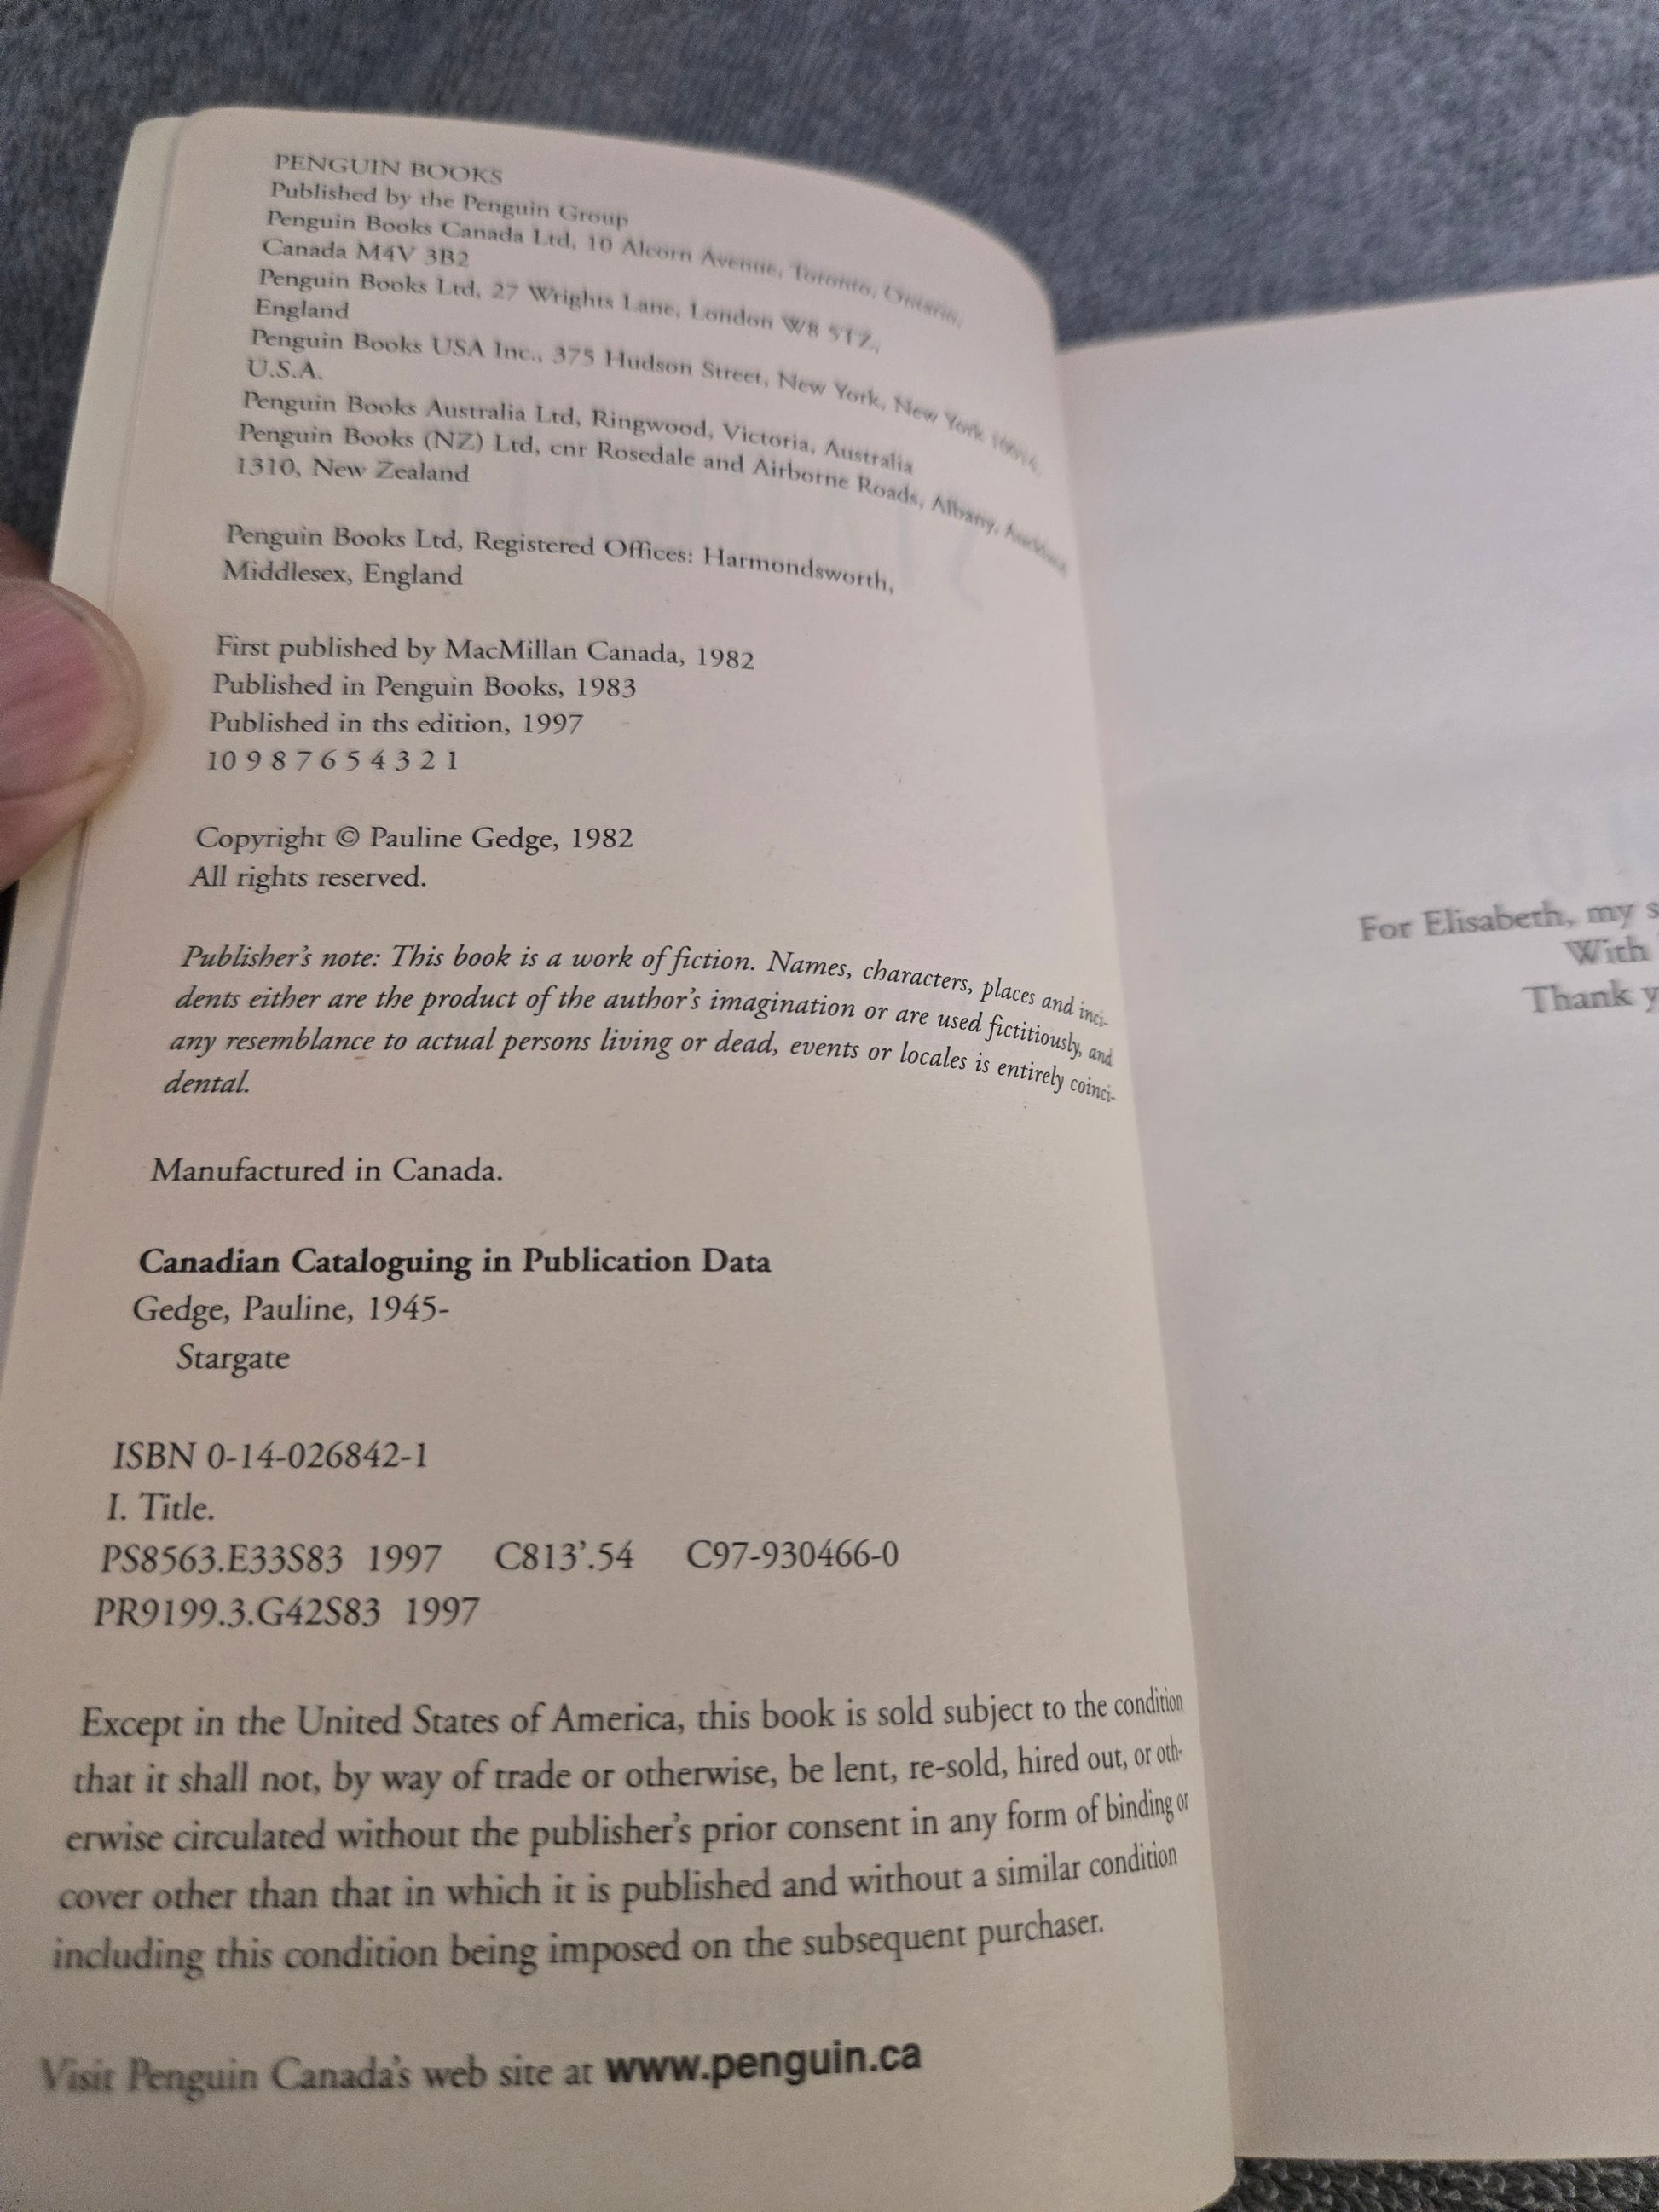 PENGUIN BOOKS
Published by the Penguin Group
Penguin Books Canada Ltd, 10 Alcorn Avenue, Toronto, Ontario,
Canada M4V 3B2
Penguin Books Ltd, 27 Wrights Lane, London W8 5TZ,
England
Penguin Books USA Inc., 375 Hudson Street, New York, New York 10014,
U.S.A.
Penguin Books Australia Ltd, Ringwood, Victoria, Australia
Penguin Books (NZ) Ltd, cnr Rosedale and Airborne Roads, Albany, Auckland
1310, New Zealand
Penguin Books Ltd, Registered Offices: Harmondsworth,
Middlesex, England
First published by MacMillan Canada, 1982
Published in Penguin Books, 1983
Published in ths edition, 1997
10 9 8 7 6 5 4 3 2 1
Copyright © Pauline Gedge, 1982
All rights reserved.
Publisher's note: This book is a work of fiction. Names, characters, places and inci-
dents either are the product of the author's imagination or are used fictitiously, and
any resemblance to actual persons living or dead, events or locales is entirely coinci-
dental.
Manufactured in Canada.
Canadian Cataloguing in Publication Data
Gedge, Pauline, 1945-
Stargate
ISBN 0-14-026842-1
I. Title.
PS8563.E33S83 1997 C813'.54 C97-930466-0
PR9199.3.G42S83 1997
Except in the United States of America, this book is sold subject to the condition
that it shall not, by way of trade or otherwise, be lent, re-sold, hired out, or oth-
erwise circulated without the publisher's prior consent in any form of binding or
cover other than that in which it is published and without a similar condition
including this condition being imposed on the subsequent purchaser.
Visit Penguin Canada's web site at www.penguin.ca
For Elisabeth, my s
With
Thank y